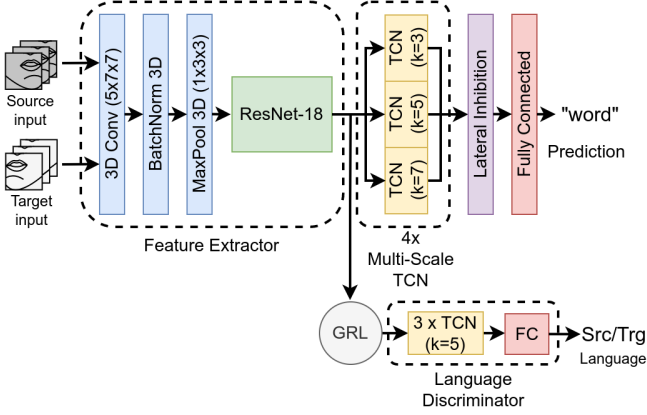 Source
input
Target
input
3D Conv (5x7x7)
BatchNorm 3D
MaxPool 3D (1x3x3)
ResNet-18
Feature Extractor
TCN
(k=3)
TCN
(k=5)
TCN
(k=7)
4x
Multi-Scale
TCN
Lateral Inhibition
Fully Connected
"word"
Prediction
GRL
3 x TCN
(k=5)
FC
Src/Trg
Language
Language
Discriminator